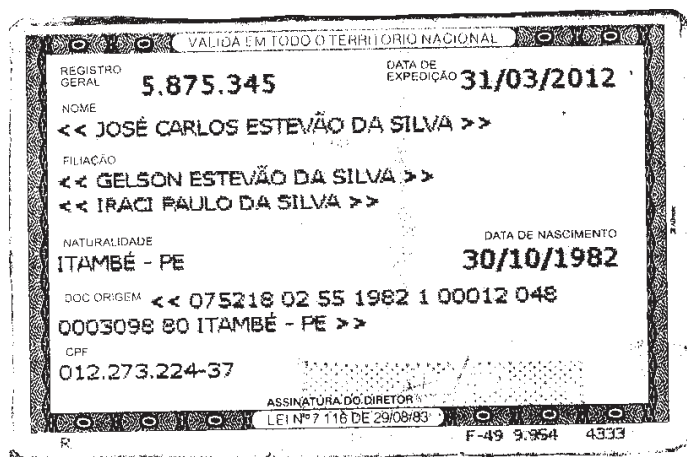 VÁLIDA EM TODO O TERRITÓRIO NACIONAL
REGISTRO GERAL 5.875.345 DATA DE EXPEDIÇÃO 31/03/2012
NOME
<< JOSÉ CARLOS ESTEVÃO DA SILVA >>
FILIAÇÃO
<< GELSON ESTEVÃO DA SILVA >>
<< IRACI PAULO DA SILVA >>
NATURALIDADE DATA DE NASCIMENTO
ITAMBÉ - PE 30/10/1982
DOC ORIGEM << 075218 02 55 1982 1 00012 048
0003098 80 ITAMBÉ - PE >>
CPF
012.273.224-37
ASSINATURA DO DIRETOR
LEI Nº 7 116 DE 29/08/83
R F-49 9.954 4333